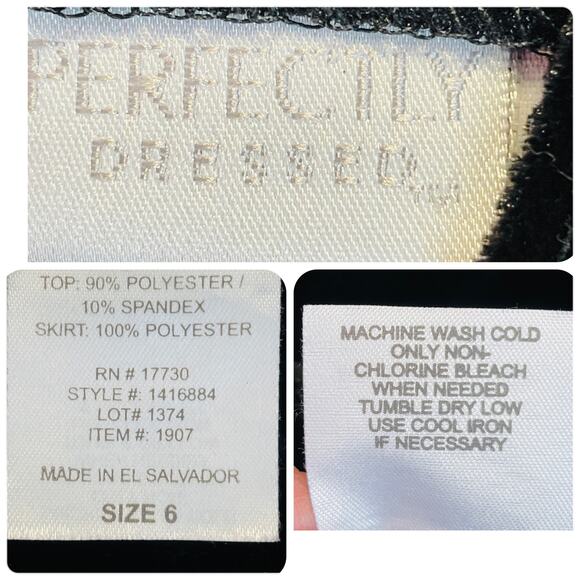 PERFECTLY
DRESSED™
TOP: 90% POLYESTER /
10% SPANDEX
SKIRT: 100% POLYESTER
RN # 17730
STYLE #: 1416884
LOT# 1374
ITEM #: 1907
MADE IN EL SALVADOR
SIZE 6
MACHINE WASH COLD
ONLY NON-
CHLORINE BLEACH
WHEN NEEDED
TUMBLE DRY LOW
USE COOL IRON
IF NECESSARY